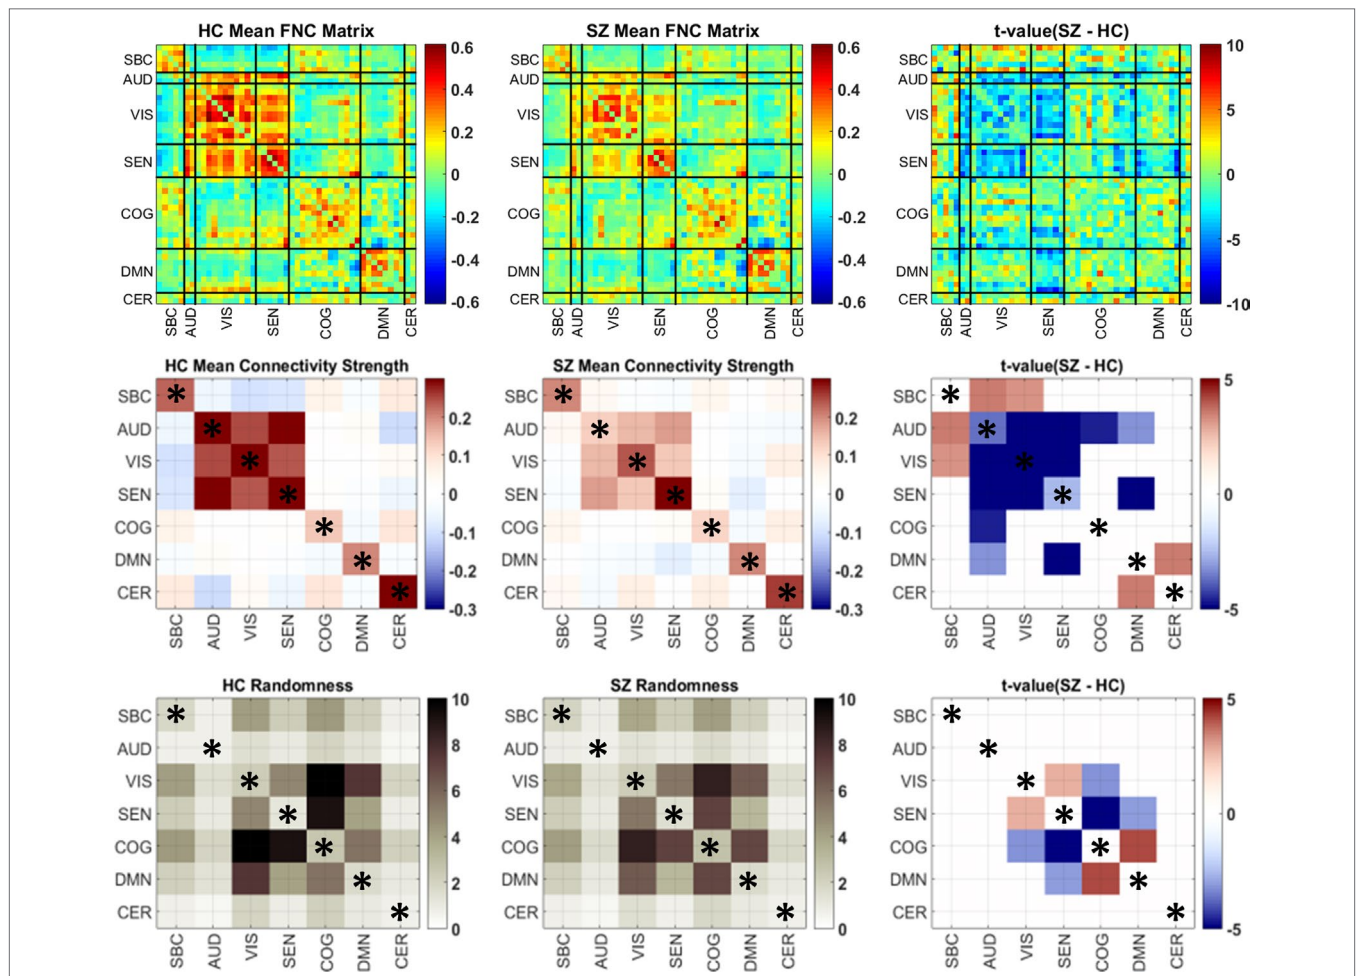 HC Mean FNC Matrix
SBC
AUD
VIS
SEN
COG
DMN
CER
SBC AUD VIS SEN COG DMN CER
0.6
0.4
0.2
0
-0.2
-0.4
-0.6
SZ Mean FNC Matrix
SBC
AUD
VIS
SEN
COG
DMN
CER
SBC AUD VIS SEN COG DMN CER
0.6
0.4
0.2
0
-0.2
-0.4
-0.6
t-value(SZ - HC)
SBC
AUD
VIS
SEN
COG
DMN
CER
SBC AUD VIS SEN COG DMN CER
10
5
0
-5
-10
HC Mean Connectivity Strength
SBC *
AUD *
VIS *
SEN *
COG *
DMN *
CER *
SBC AUD VIS SEN COG DMN CER
0.2
0.1
0
-0.1
-0.2
-0.3
SZ Mean Connectivity Strength
SBC *
AUD *
VIS *
SEN *
COG *
DMN *
CER *
SBC AUD VIS SEN COG DMN CER
0.2
0.1
0
-0.1
-0.2
-0.3
t-value(SZ - HC)
SBC *
AUD *
VIS *
SEN *
COG *
DMN *
CER *
SBC AUD VIS SEN COG DMN CER
5
0
-5
HC Randomness
SBC *
AUD *
VIS *
SEN *
COG *
DMN *
CER *
SBC AUD VIS SEN COG DMN CER
10
8
6
4
2
0
SZ Randomness
SBC *
AUD *
VIS *
SEN *
COG *
DMN *
CER *
SBC AUD VIS SEN COG DMN CER
10
8
6
4
2
0
t-value(SZ - HC)
SBC *
AUD *
VIS *
SEN *
COG *
DMN *
CER *
SBC AUD VIS SEN COG DMN CER
5
0
-5